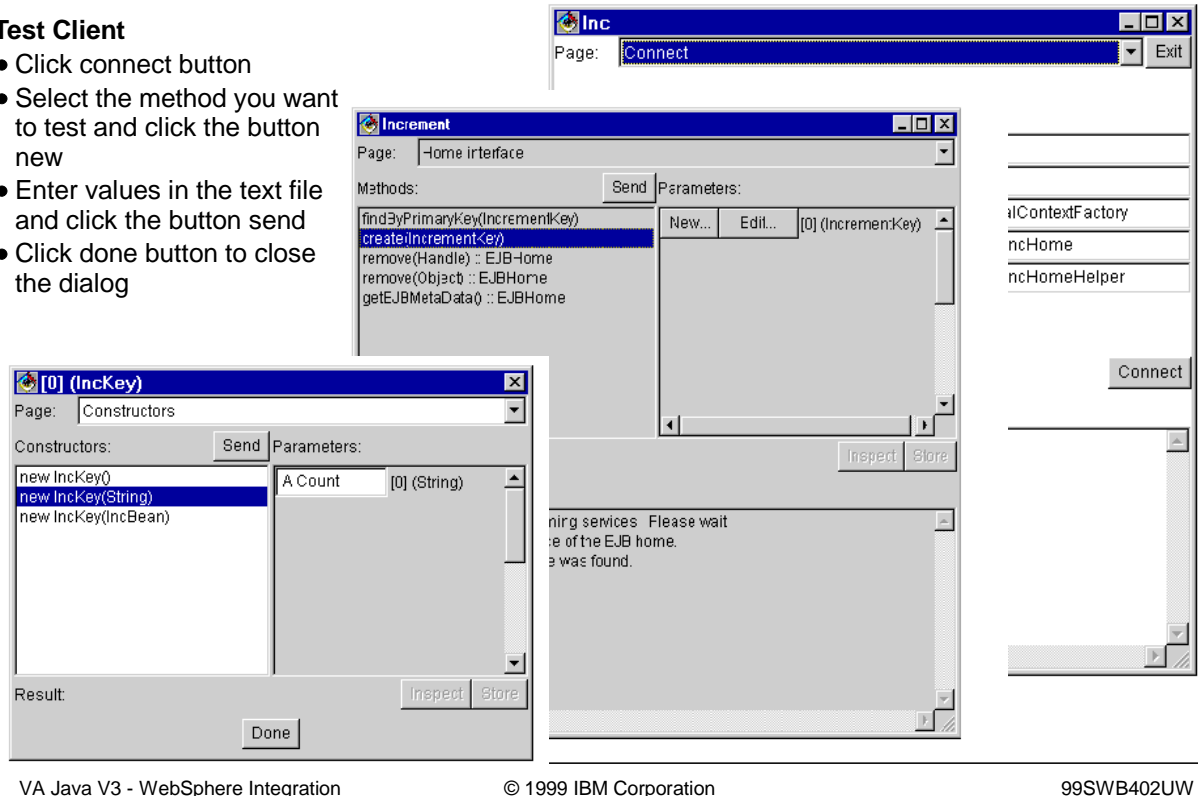 Test Client
● Click connect button
● Select the method you want
to test and click the button
new
● Enter values in the text file
and click the button send
● Click done button to close
the dialog
Inc
Page: Connect Exit
alContextFactory
ncHome
ncHomeHelper
Connect
Increment
Page: Home interface
Methods: Send Parameters:
findByPrimaryKey(IncrementKey)
create(IncrementKey)
remove(Handle) :: EJBHome
remove(Object) :: EJBHome
getEJBMetaData() :: EJBHome
New... Edit... [0] (IncrementKey)
Inspect Store
ming services Please wait
ce of the EJB home.
e was found.
[0] (IncKey)
Page: Constructors
Constructors: Send Parameters:
new IncKey()
new IncKey(String)
new IncKey(IncBean)
A Count [0] (String)
Result: Inspect Store
Done
VA Java V3 - WebSphere Integration © 1999 IBM Corporation 99SWB402UW